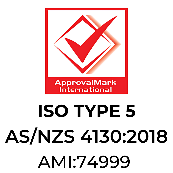 ApprovalMark
International
ISO TYPE 5
AS/NZS 4130:2018
AMI:74999